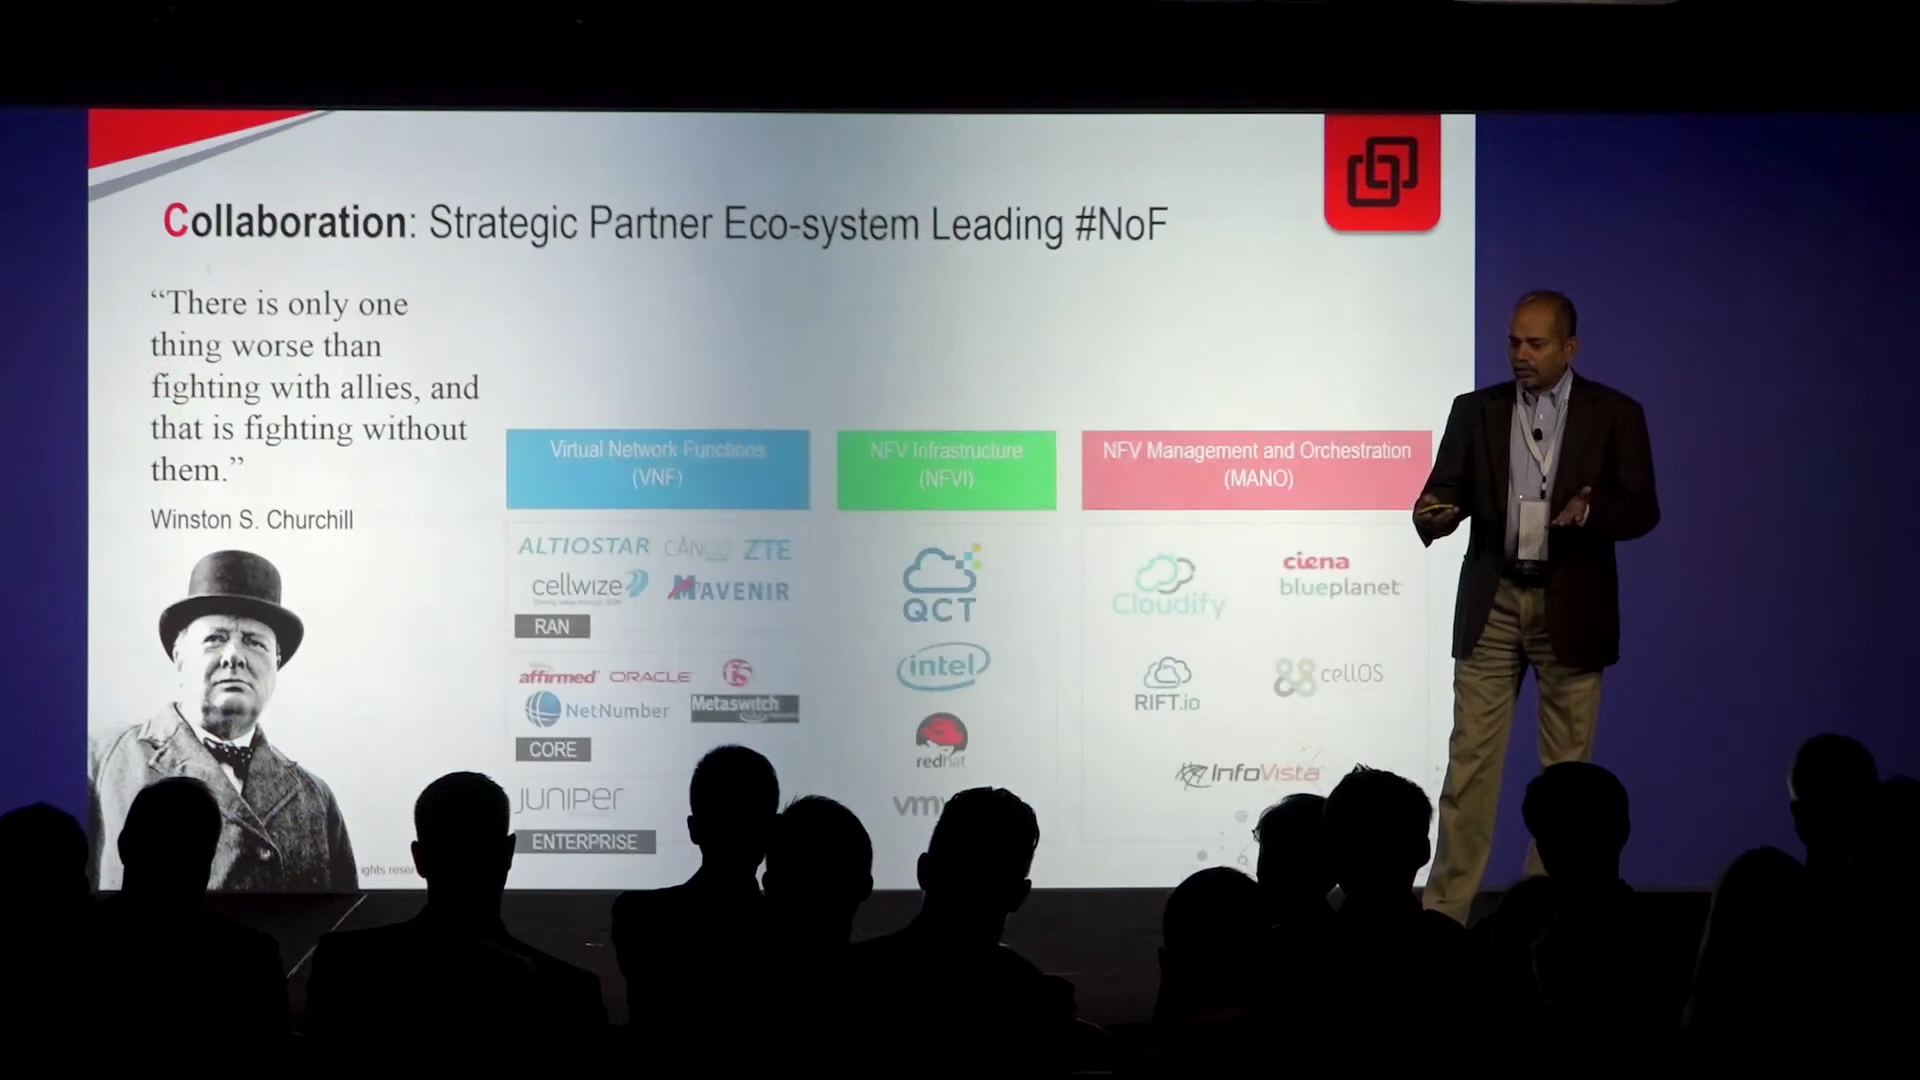 Collaboration: Strategic Partner Eco-system Leading #NoF
“There is only one
thing worse than
fighting with allies, and
that is fighting without
them.”
Winston S. Churchill
Virtual Network Functions
(VNF)
ALTIOSTAR
ZTE
cellwize
MAVENIR
RAN
affirmed ORACLE
NetNumber Metaswitch
CORE
JUNIPER
ENTERPRISE
NFV Infrastructure
(NFVI)
QCT
intel
redhat
NFV Management and Orchestration
(MANO)
Cloudify
ciena
blueplanet
RIFT.io
cellOS
InfoVista